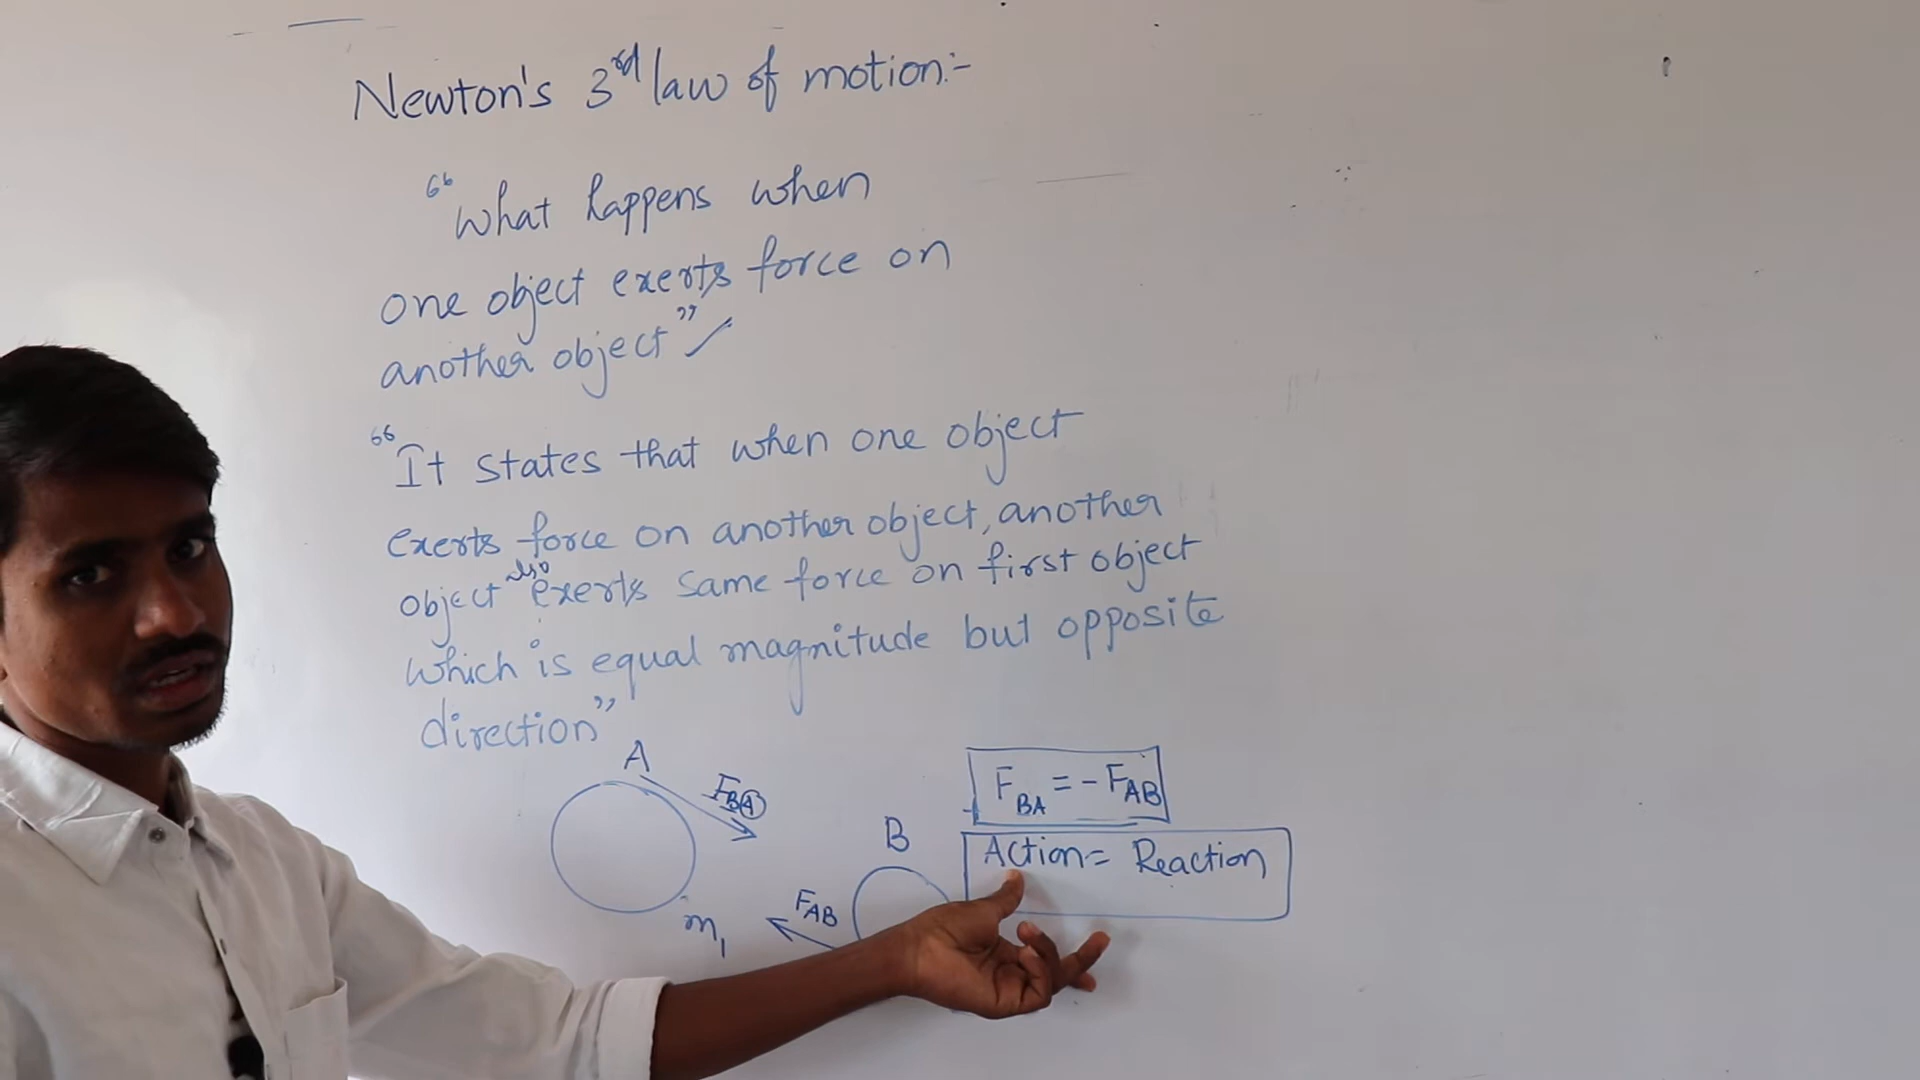 Newton's 3rd law of motion:-
"What happens when
one object exerts force on
another object"
"It states that when one object
exerts force on another object, another
object also exerts same force on first object
which is equal magnitude but opposite
direction"
A
FBA
FBA = - FAB
B
Action = Reaction
FAB
m1